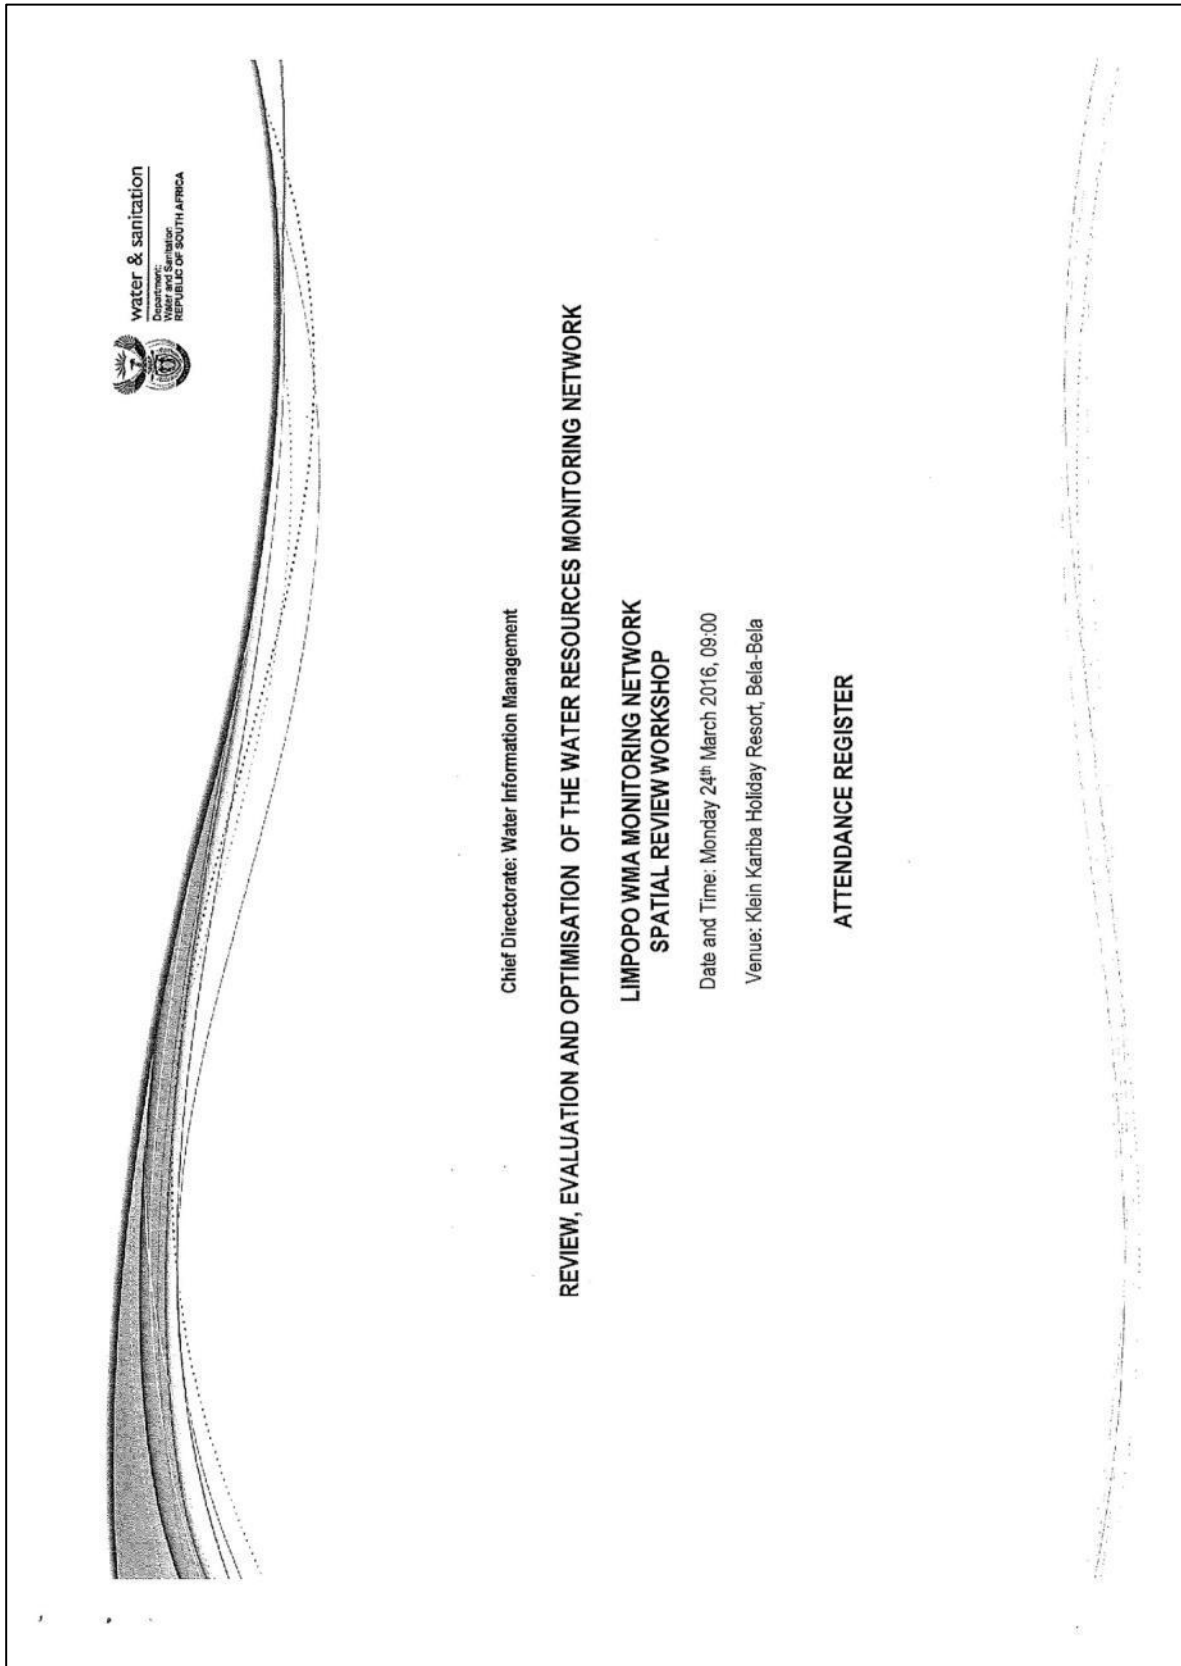 water & sanitation
Department:
Water and Sanitation
REPUBLIC OF SOUTH AFRICA
Chief Directorate: Water Information Management
REVIEW, EVALUATION AND OPTIMISATION OF THE WATER RESOURCES MONITORING NETWORK
LIMPOPO WMA MONITORING NETWORK
SPATIAL REVIEW WORKSHOP
Date and Time: Monday 24th March 2016, 09:00
Venue: Klein Kariba Holiday Resort, Bela-Bela
ATTENDANCE REGISTER